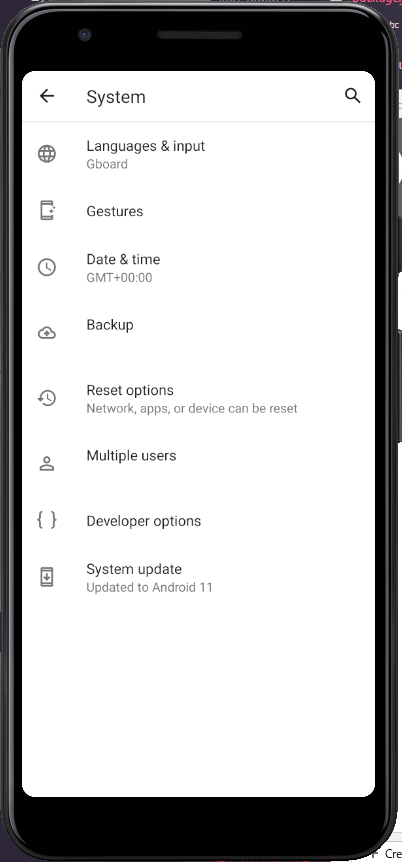 System
Languages & input
Gboard
Gestures
Date & time
GMT+00:00
Backup
Reset options
Network, apps, or device can be reset
Multiple users
Developer options
System update
Updated to Android 11
Cre